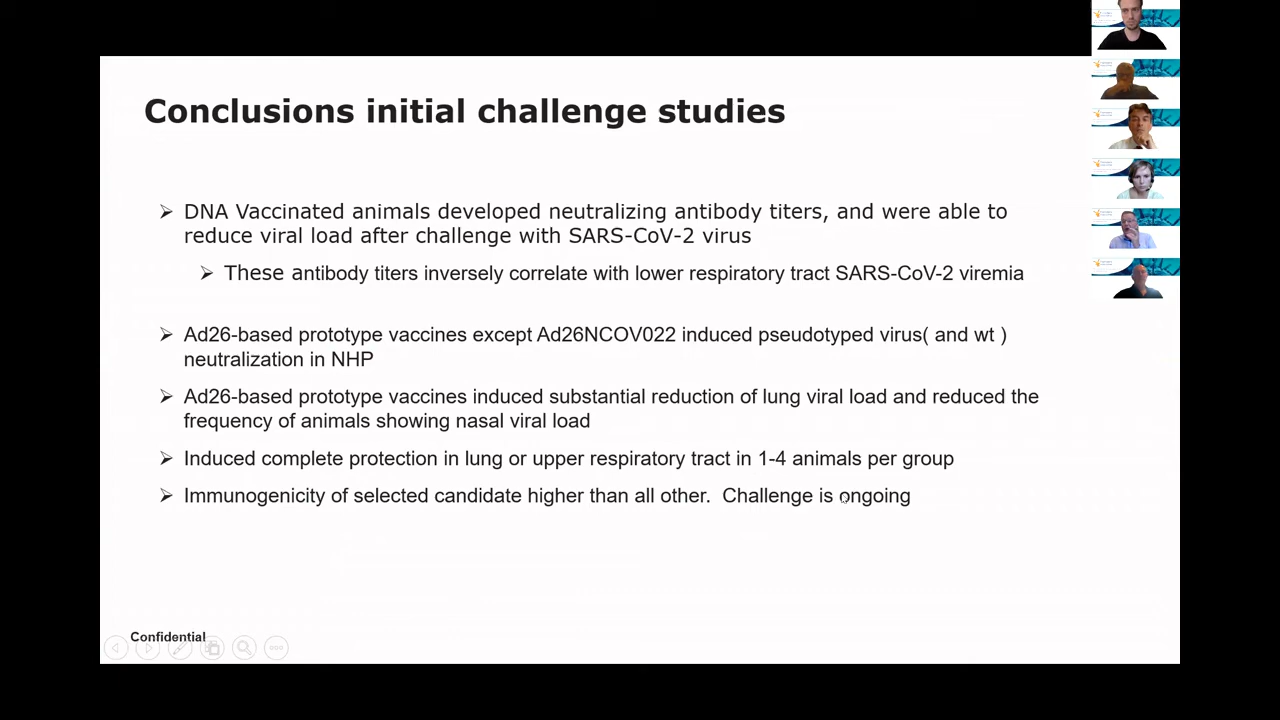 Conclusions initial challenge studies
DNA Vaccinated animals developed neutralizing antibody titers, and were able to
reduce viral load after challenge with SARS-CoV-2 virus
These antibody titers inversely correlate with lower respiratory tract SARS-CoV-2 viremia
Ad26-based prototype vaccines except Ad26NCOV022 induced pseudotyped virus( and wt )
neutralization in NHP
Ad26-based prototype vaccines induced substantial reduction of lung viral load and reduced the
frequency of animals showing nasal viral load
Induced complete protection in lung or upper respiratory tract in 1-4 animals per group
Immunogenicity of selected candidate higher than all other.  Challenge is ongoing
Confidential